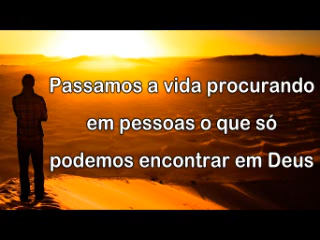 Passamos a vida procurando
em pessoas o que só
podemos encontrar em Deus